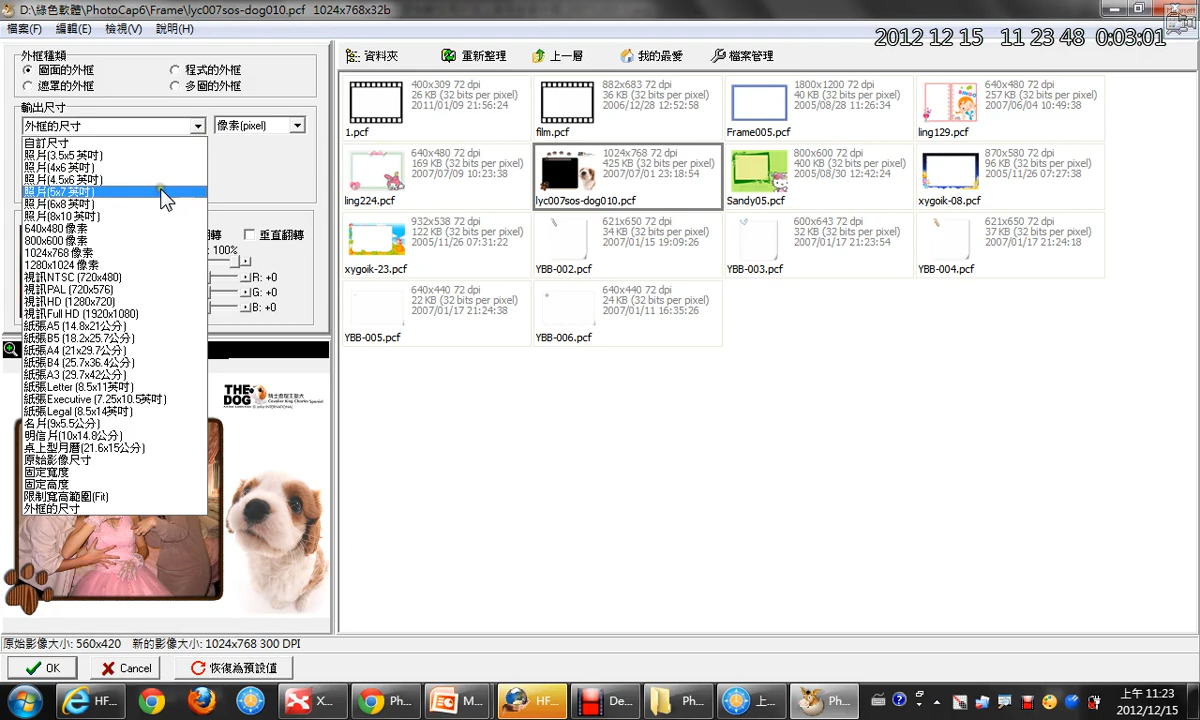 D:\綠色軟體\PhotoCap6\Frame\lyc007sos-dog010.pcf 1024x768x32b
檔案(F) 編輯(E) 檢視(V) 說明(H)
2012 12 15 11 23 48 0:03:01
外框種類
圖面的外框 程式的外框
遮罩的外框 多圖的外框
輸出尺寸
外框的尺寸 像素(pixel)
自訂尺寸
照片(3.5x5 英吋)
照片(4x6 英吋)
照片(4.5x6 英吋)
照片(5x7 英吋)
照片(6x8 英吋)
照片(8x10 英吋)
640x480 像素
800x600 像素
1024x768 像素
1280x1024 像素
視訊NTSC (720x480)
視訊PAL (720x576)
視訊HD (1280x720)
視訊Full HD (1920x1080)
紙張A5 (14.8x21公分)
紙張B5 (18.2x25.7公分)
紙張A4 (21x29.7公分)
紙張B4 (25.7x36.4公分)
紙張A3 (29.7x42公分)
紙張Letter (8.5x11英吋)
紙張Executive (7.25x10.5英吋)
紙張Legal (8.5x14英吋)
名片(9x5.5公分)
明信片(10x14.8公分)
桌上型月曆(21.6x15公分)
原始影像尺寸
固定寬度
固定高度
限制寬高範圍(Fit)
外框的尺寸
翻轉 垂直翻轉
: 100%
R: +0
G: +0
B: +0
THE DOG
原始影像大小: 560x420 新的影像大小: 1024x768 300 DPI
OK Cancel 恢復為預設值
資料夾 重新整理 上一層 我的最愛 檔案管理
400x309 72 dpi
26 KB (32 bits per pixel)
2011/01/09 21:56:24
1.pcf
882x683 72 dpi
36 KB (32 bits per pixel)
2006/12/28 12:52:58
film.pcf
1800x1200 72 dpi
40 KB (32 bits per pixel)
2005/08/28 11:26:34
Frame005.pcf
640x480 72 dpi
257 KB (32 bits per pixel)
2007/06/04 10:49:38
ling129.pcf
640x480 72 dpi
169 KB (32 bits per pixel)
2007/07/09 10:23:38
ling224.pcf
1024x768 72 dpi
425 KB (32 bits per pixel)
2007/07/01 23:18:54
lyc007sos-dog010.pcf
800x600 72 dpi
400 KB (32 bits per pixel)
2005/08/30 12:42:24
Sandy05.pcf
870x580 72 dpi
96 KB (32 bits per pixel)
2005/11/26 07:27:38
xygoik-08.pcf
932x538 72 dpi
122 KB (32 bits per pixel)
2005/11/26 07:31:22
xygoik-23.pcf
621x650 72 dpi
34 KB (32 bits per pixel)
2007/01/15 19:09:26
YBB-002.pcf
600x643 72 dpi
32 KB (32 bits per pixel)
2007/01/17 21:23:54
YBB-003.pcf
621x650 72 dpi
37 KB (32 bits per pixel)
2007/01/17 21:24:18
YBB-004.pcf
640x440 72 dpi
22 KB (32 bits per pixel)
2007/01/17 21:24:38
YBB-005.pcf
640x440 72 dpi
24 KB (32 bits per pixel)
2007/01/11 16:35:26
YBB-006.pcf
HF... X... Ph... M... HF... De... Ph... 上... Ph...
上午 11:23
2012/12/15